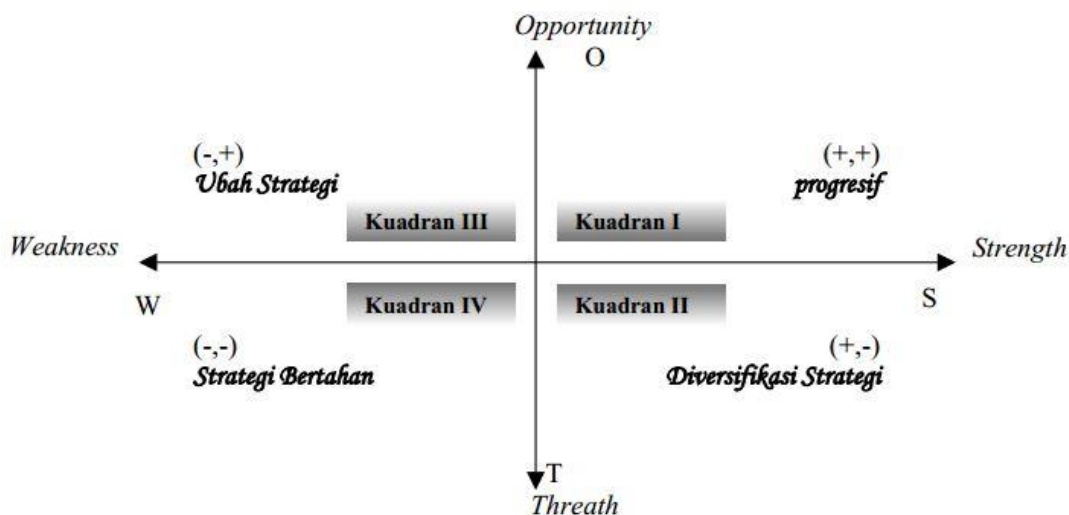 Opportunity
O
(-,+)
Ubah Strategi
(+,+)
progresif
Kuadran III
Kuadran I
Weakness
Strength
W
Kuadran IV
Kuadran II
S
(-,-)
Strategi Bertahan
(+,-)
Diversifikasi Strategi
T
Threath